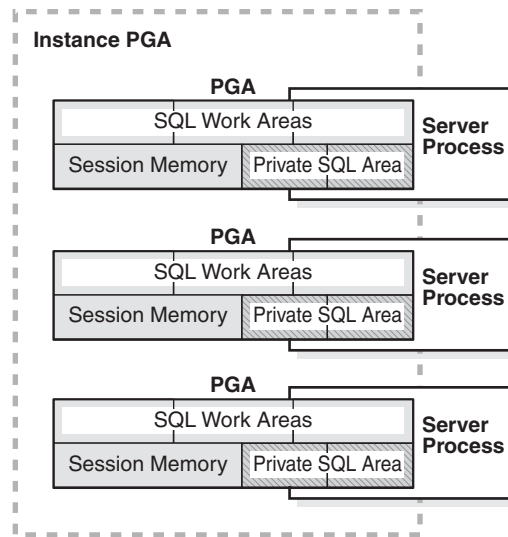 Instance PGA
PGA
SQL Work Areas
Session Memory
Private SQL Area
Server
Process
PGA
SQL Work Areas
Session Memory
Private SQL Area
Server
Process
PGA
SQL Work Areas
Session Memory
Private SQL Area
Server
Process